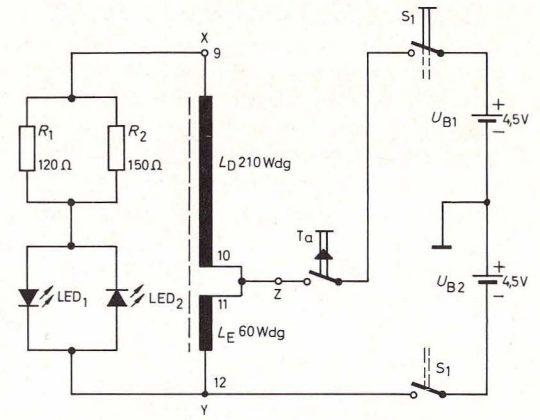 S1
X
9
R1
R2
120 Ω
150 Ω
LD 210 Wdg
UB1
+
4,5V
−
Ta
10
Z
11
LED1
LED2
UB2
+
4,5V
−
LE 60 Wdg
S1
12
Y